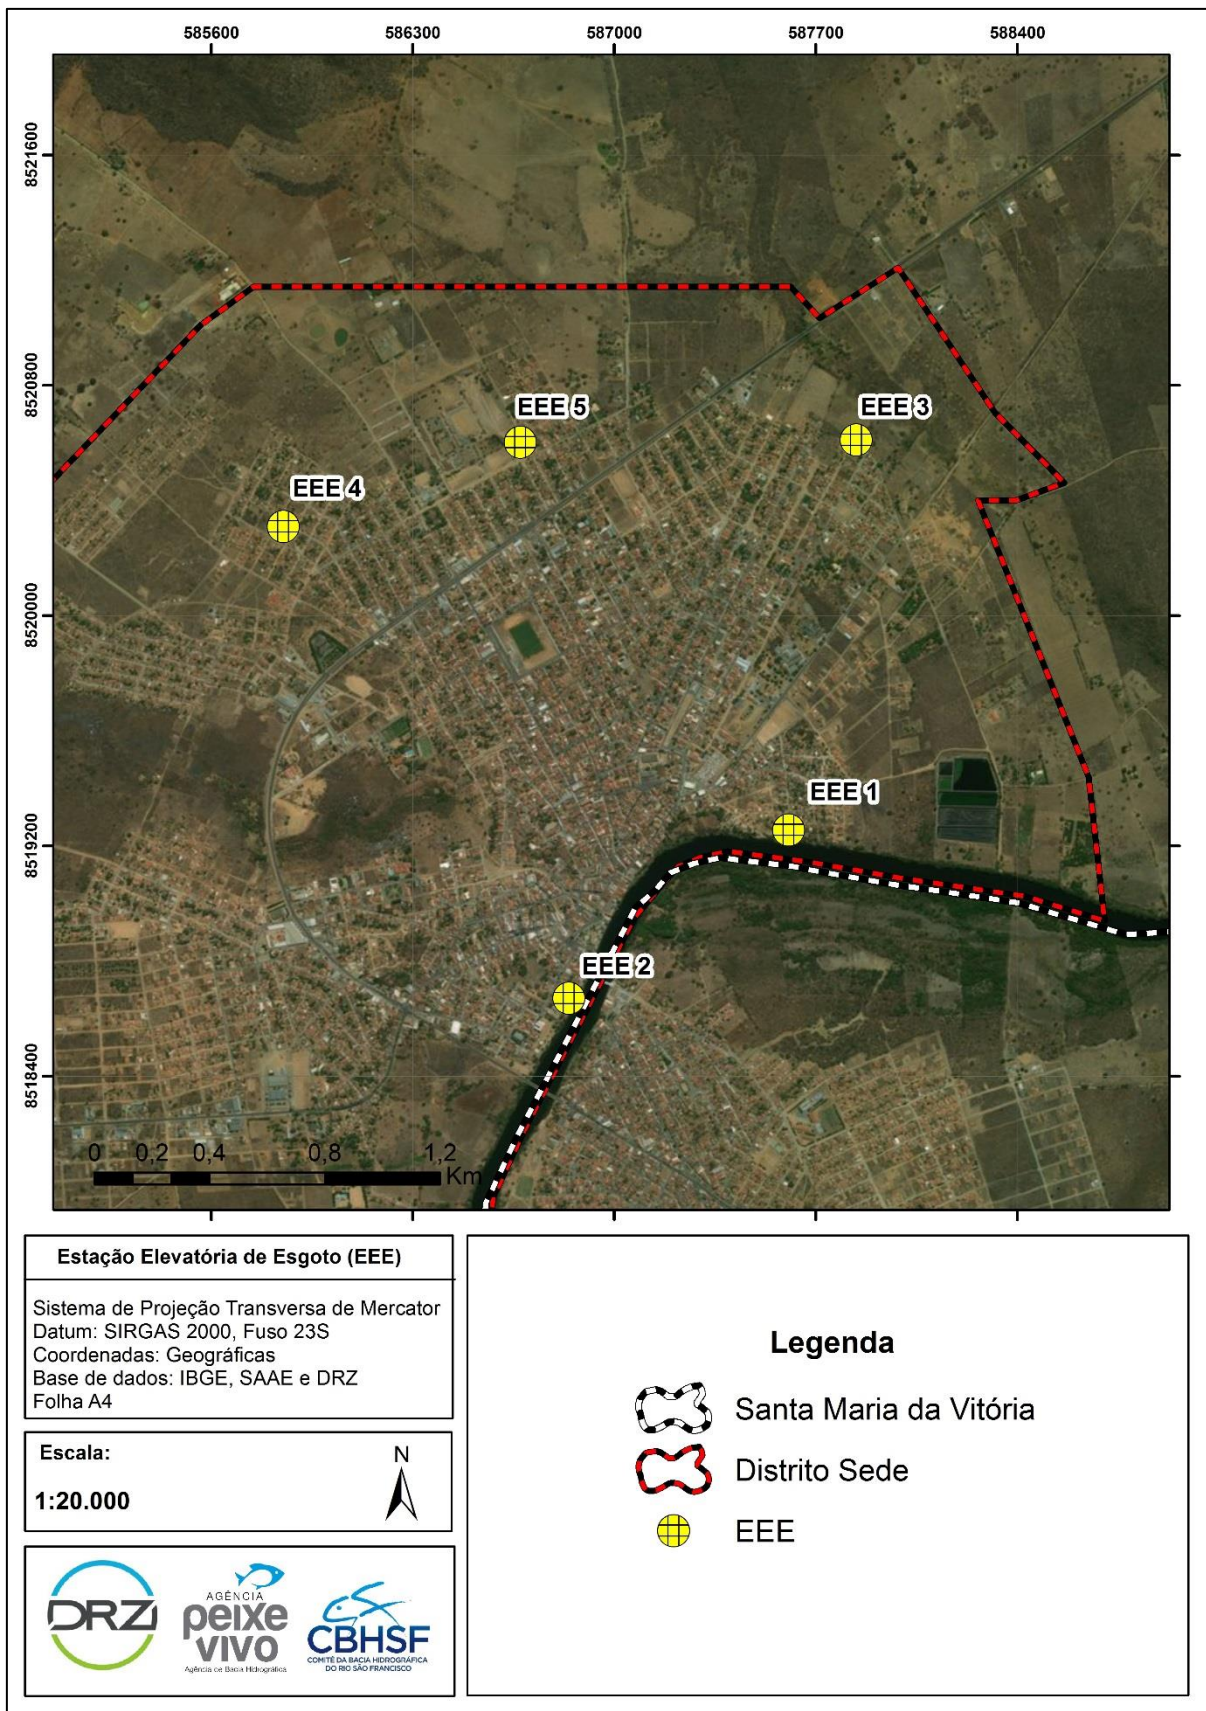 585600 586300 587000 587700 588400
8521600
8520800
8520000
8519200
8518400
EEE 5
EEE 3
EEE 4
EEE 1
EEE 2
0 0,2 0,4 0,8 1,2
Km
Estação Elevatória de Esgoto (EEE)
Sistema de Projeção Transversa de Mercator
Datum: SIRGAS 2000, Fuso 23S
Coordenadas: Geográficas
Base de dados: IBGE, SAAE e DRZ
Folha A4
Escala:
1:20.000
N
Legenda
Santa Maria da Vitória
Distrito Sede
EEE
DRZ
AGÊNCIA
peixe
vivo
Agência de Bacia Hidrográfica
CBHSF
COMITÊ DA BACIA HIDROGRÁFICA
DO RIO SÃO FRANCISCO